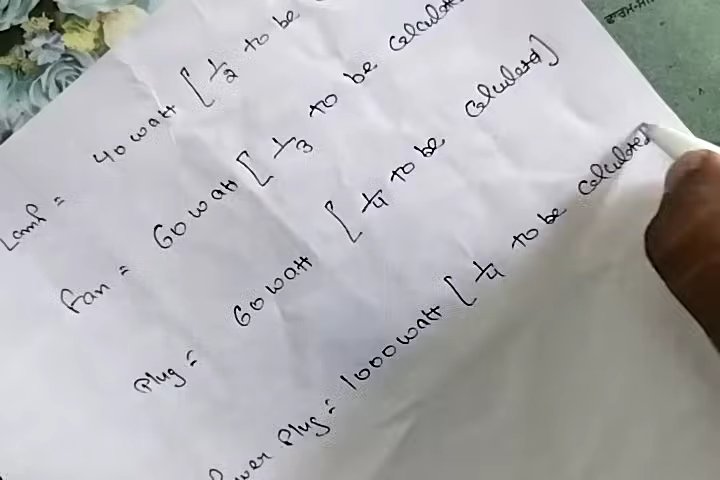 Lamp = 40 watt [ 1/2 to be
fan = 60 watt [ 1/3 to be Calculate
Plug = 60 watt [ 1/4 to be Calculated]
Power Plug = 1000 watt [ 1/4 to be Calculated